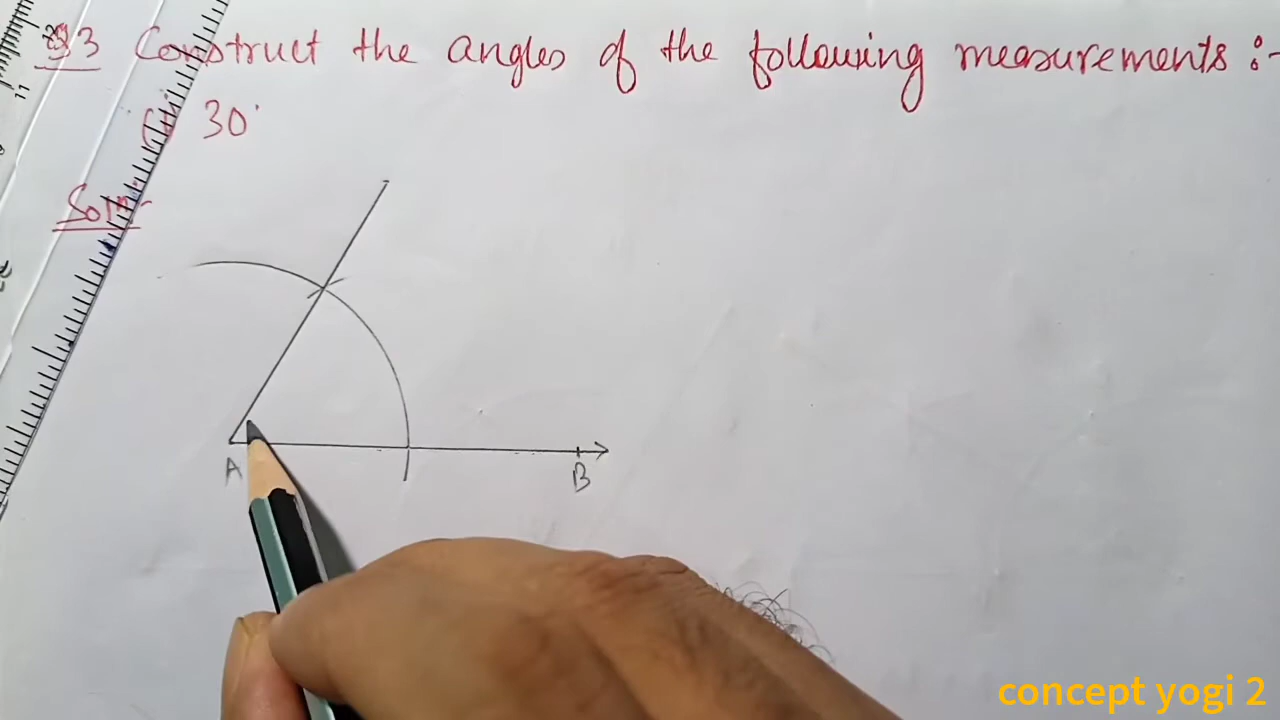 Q3 Construct the angles of the following measurements :-
(i) 30°
Soln:-
A
B
concept yogi 2